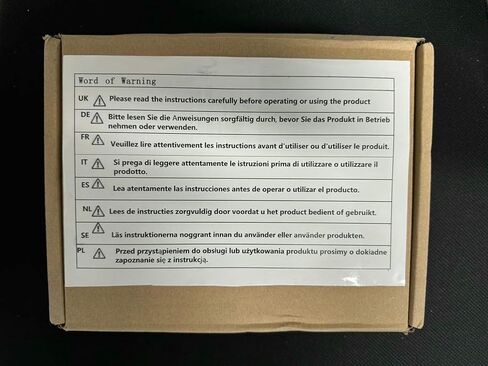 Word of Warning
UK Please read the instructions carefully before operating or using the product
DE Bitte lesen Sie die Anweisungen sorgfältig durch, bevor Sie das Produkt in Betrieb
nehmen oder verwenden.
FR Veuillez lire attentivement les instructions avant d'utiliser ou d'utiliser le produit.
IT Si prega di leggere attentamente le istruzioni prima di utilizzare o utilizzare il
prodotto.
ES Lea atentamente las instrucciones antes de operar o utilizar el producto.
NL Lees de instructies zorgvuldig door voordat u het product bedient of gebruikt.
SE Läs instruktionerna noggrant innan du använder eller använder produkten.
PL Przed przystąpieniem do obsługi lub użytkowania produktu prosimy o dokładne
zapoznanie się z instrukcją.